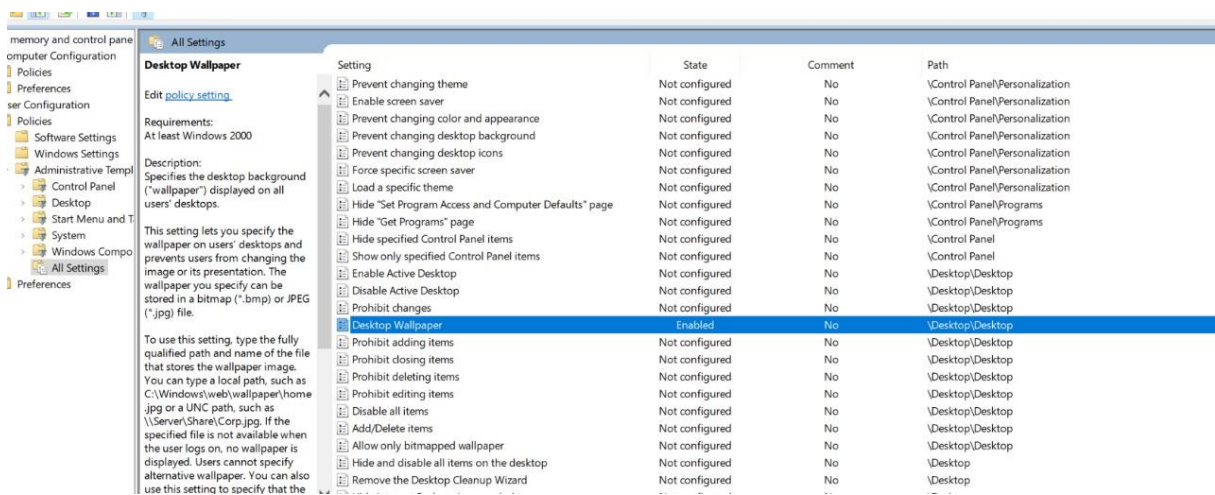 memory and control pane
omputer Configuration
Policies
Preferences
ser Configuration
Policies
Software Settings
Windows Settings
Administrative Templ
Control Panel
Desktop
Start Menu and T
System
Windows Compo
All Settings
Preferences
All Settings
Desktop Wallpaper
Edit policy setting
Requirements:
At least Windows 2000
Description:
Specifies the desktop background
("wallpaper") displayed on all
users' desktops.
This setting lets you specify the
wallpaper on users' desktops and
prevents users from changing the
image or its presentation. The
wallpaper you specify can be
stored in a bitmap (*.bmp) or JPEG
(*.jpg) file.
To use this setting, type the fully
qualified path and name of the file
that stores the wallpaper image.
You can type a local path, such as
C:\Windows\web\wallpaper\home
.jpg or a UNC path, such as
\\Server\Share\Corp.jpg. If the
specified file is not available when
the user logs on, no wallpaper is
displayed. Users cannot specify
alternative wallpaper. You can also
use this setting to specify that the
Setting State Comment Path
Prevent changing theme Not configured No \Control Panel\Personalization
Enable screen saver Not configured No \Control Panel\Personalization
Prevent changing color and appearance Not configured No \Control Panel\Personalization
Prevent changing desktop background Not configured No \Control Panel\Personalization
Prevent changing desktop icons Not configured No \Control Panel\Personalization
Force specific screen saver Not configured No \Control Panel\Personalization
Load a specific theme Not configured No \Control Panel\Personalization
Hide "Set Program Access and Computer Defaults" page Not configured No \Control Panel\Programs
Hide "Get Programs" page Not configured No \Control Panel\Programs
Hide specified Control Panel items Not configured No \Control Panel
Show only specified Control Panel items Not configured No \Control Panel
Enable Active Desktop Not configured No \Desktop\Desktop
Disable Active Desktop Not configured No \Desktop\Desktop
Prohibit changes Not configured No \Desktop\Desktop
Desktop Wallpaper Enabled No \Desktop\Desktop
Prohibit adding items Not configured No \Desktop\Desktop
Prohibit closing items Not configured No \Desktop\Desktop
Prohibit deleting items Not configured No \Desktop\Desktop
Prohibit editing items Not configured No \Desktop\Desktop
Disable all items Not configured No \Desktop\Desktop
Add/Delete items Not configured No \Desktop\Desktop
Allow only bitmapped wallpaper Not configured No \Desktop\Desktop
Hide and disable all items on the desktop Not configured No \Desktop
Remove the Desktop Cleanup Wizard Not configured No \Desktop